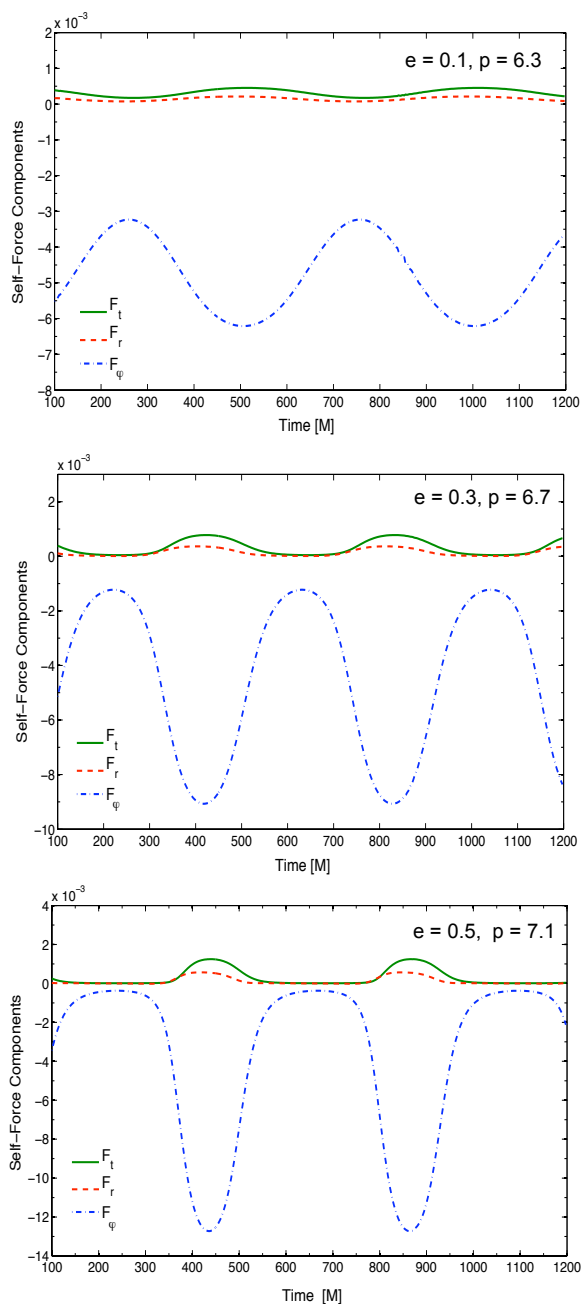 x 10⁻³
2
1
0
−1
−2
−3
−4
−5
−6
−7
−8
Self−Force Components
e = 0.1, p = 6.3
F_t
F_r
F_φ
100 200 300 400 500 600 700 800 900 1000 1100 1200
Time [M]
x 10⁻³
2
0
−2
−4
−6
−8
−10
Self−Force Components
e = 0.3, p = 6.7
F_t
F_r
F_φ
100 200 300 400 500 600 700 800 900 1000 1100 1200
Time [M]
x 10⁻³
4
2
0
−2
−4
−6
−8
−10
−12
−14
Self−Force Components
e = 0.5, p = 7.1
F_t
F_r
F_φ
100 200 300 400 500 600 700 800 900 1000 1100 1200
Time [M]